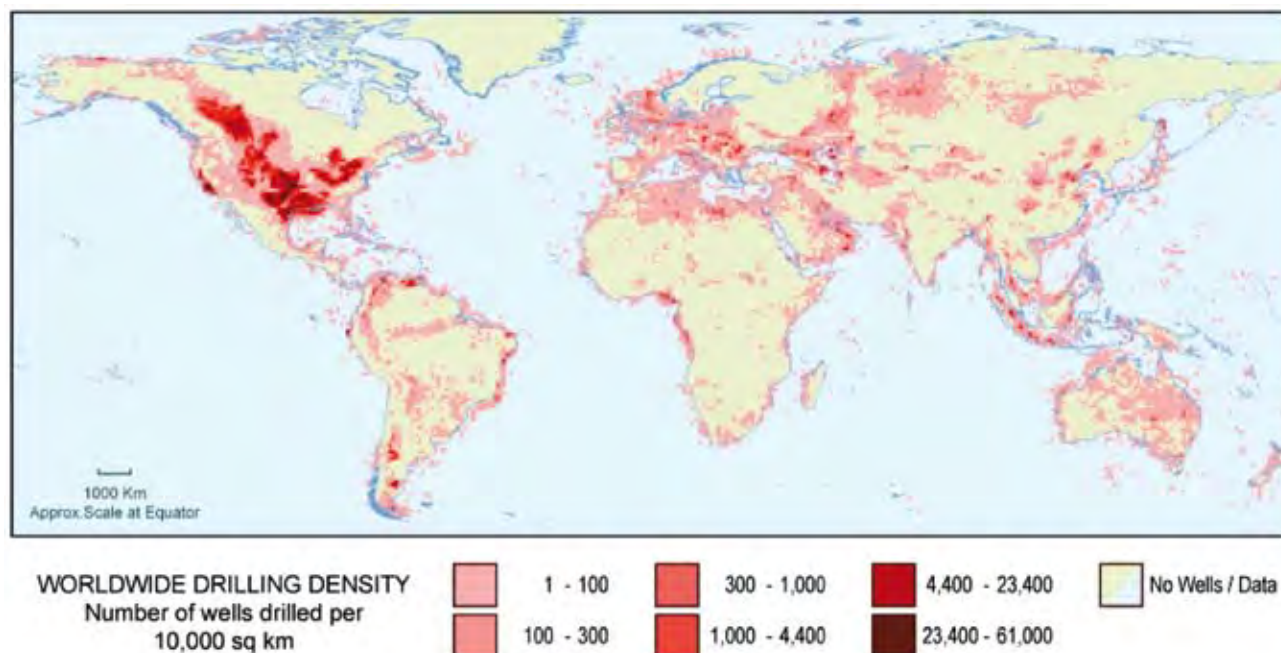 1000 Km
Approx.Scale at Equator
WORLDWIDE DRILLING DENSITY
Number of wells drilled per
10,000 sq km
1 - 100
100 - 300
300 - 1,000
1,000 - 4,400
4,400 - 23,400
23,400 - 61,000
No Wells / Data